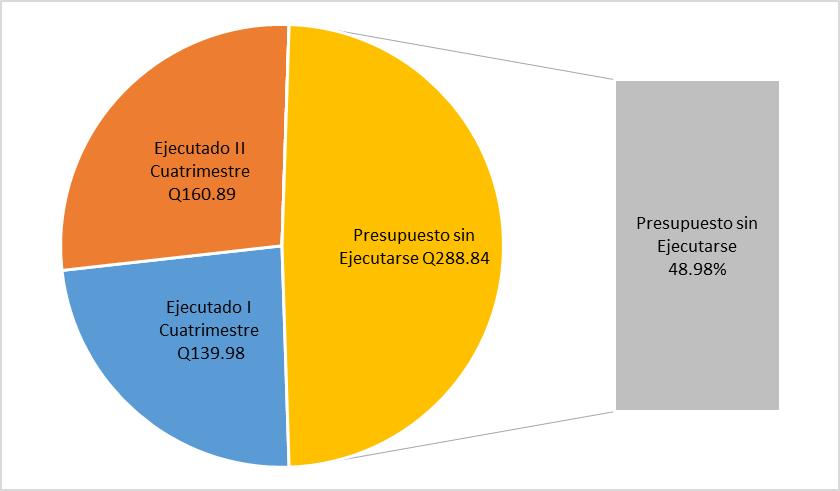 Ejecutado II
Cuatrimestre
Q160.89
Presupuesto sin
Ejecutarse Q288.84
Ejecutado I
Cuatrimestre
Q139.98
Presupuesto sin
Ejecutarse
48.98%